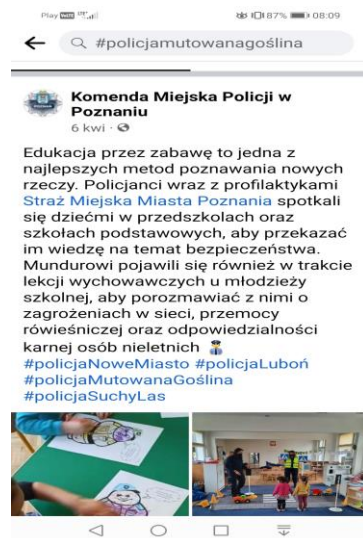 Play 08:09
87%
#policjamutowanagoślina
Komenda Miejska Policji w
Poznaniu
6 kwi ·
Edukacja przez zabawę to jedna z
najlepszych metod poznawania nowych
rzeczy. Policjanci wraz z profilaktykami
Straż Miejska Miasta Poznania spotkali
się dziećmi w przedszkolach oraz
szkołach podstawowych, aby przekazać
im wiedzę na temat bezpieczeństwa.
Mundurowi pojawili się również w trakcie
lekcji wychowawczych u młodzieży
szkolnej, aby porozmawiać z nimi o
zagrożeniach w sieci, przemocy
rówieśniczej oraz odpowiedzialności
karnej osób nieletnich
#policjaNoweMiasto #policjaLuboń
#policjaMutowanaGoślina
#policjaSuchyLas